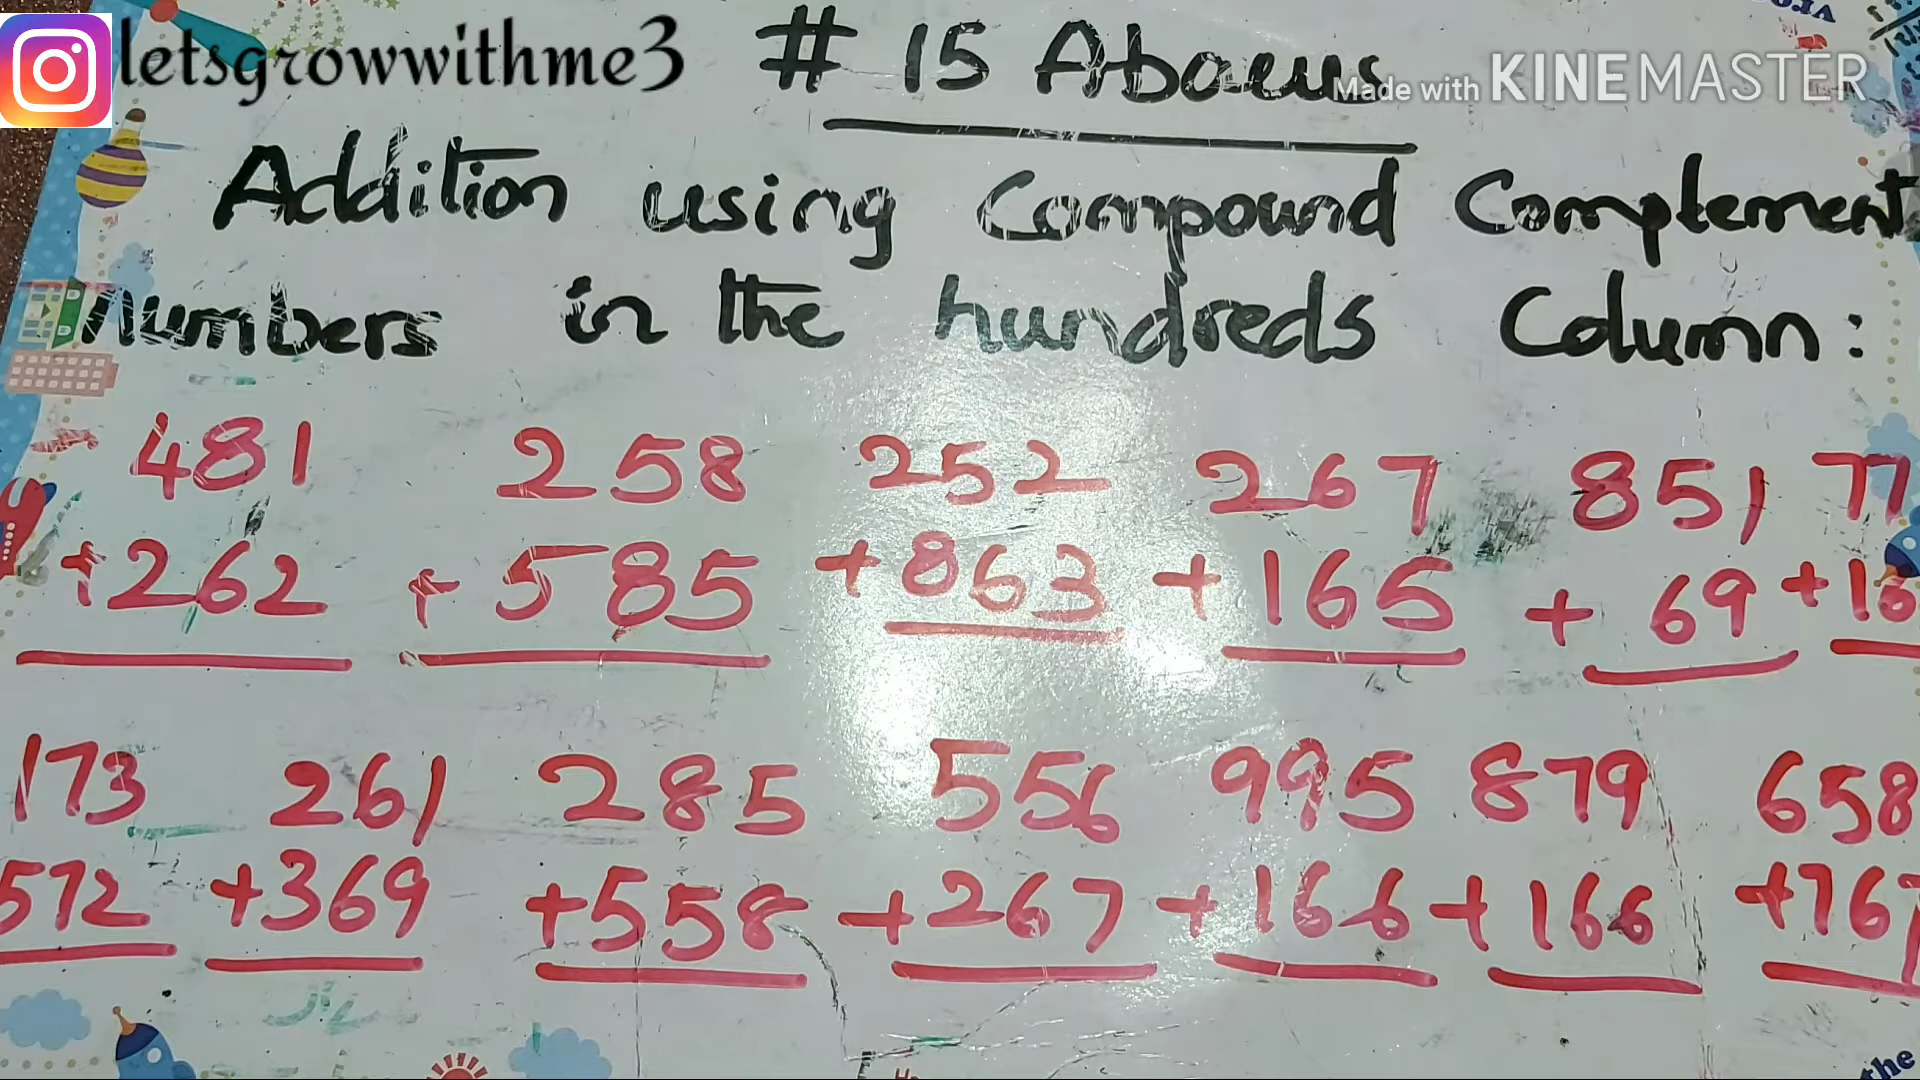 letsgrowwithme3 # 15 Abacus
Made with KINEMASTER
Addition using Compound Complement
numbers in the hundreds Column:
481 258 252 267 851 77
+262 +585 +863 +165 +69 +16
173 261 285 556 995 879 658
572 +369 +558 +267 +166 +166 +767
the